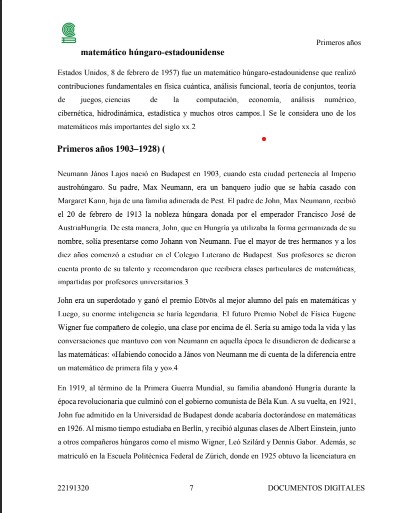 Primeros años
matemático húngaro-estadounidense
Estados Unidos, 8 de febrero de 1957) fue un matemático húngaro-estadounidense que realizó
contribuciones fundamentales en física cuántica, análisis funcional, teoría de conjuntos, teoría
de juegos, ciencias de la computación, economía, análisis numérico,
cibernética, hidrodinámica, estadística y muchos otros campos.1 Se le considera uno de los
matemáticos más importantes del siglo xx.2
Primeros años 1903–1928) (
Neumann János Lajos nació en Budapest en 1903, cuando esta ciudad pertenecía al Imperio
austrohúngaro. Su padre, Max Neumann, era un banquero judío que se había casado con
Margaret Kann, hija de una familia adinerada de Pest. El padre de John, Max Neumann, recibió
el 20 de febrero de 1913 la nobleza húngara donada por el emperador Francisco José de
AustriaHungría. De esta manera, John, que en Hungría ya utilizaba la forma germanizada de su
nombre, solía presentarse como Johann von Neumann. Fue el mayor de tres hermanos y a los
diez años comenzó a estudiar en el Colegio Luterano de Budapest. Sus profesores se dieron
cuenta pronto de su talento y recomendaron que recibiera clases particulares de matemáticas,
impartidas por profesores universitarios.3
John era un superdotado y ganó el premio Eötvös al mejor alumno del país en matemáticas y
Luego, su enorme inteligencia se haría legendaria. El futuro Premio Nobel de Física Eugene
Wigner fue compañero de colegio, una clase por encima de él. Sería su amigo toda la vida y las
conversaciones que mantuvo con von Neumann en aquella época le disuadieron de dedicarse a
las matemáticas: «Habiendo conocido a János von Neumann me di cuenta de la diferencia entre
un matemático de primera fila y yo».4
En 1919, al término de la Primera Guerra Mundial, su familia abandonó Hungría durante la
época revolucionaria que culminó con el gobierno comunista de Béla Kun. A su vuelta, en 1921,
John fue admitido en la Universidad de Budapest donde acabaría doctorándose en matemáticas
en 1926. Al mismo tiempo estudiaba en Berlín, y recibió algunas clases de Albert Einstein, junto
a otros compañeros húngaros como el mismo Wigner, Leó Szilárd y Dennis Gabor. Además, se
matriculó en la Escuela Politécnica Federal de Zúrich, donde en 1925 obtuvo la licenciatura en
22191320 7 DOCUMENTOS DIGITALES